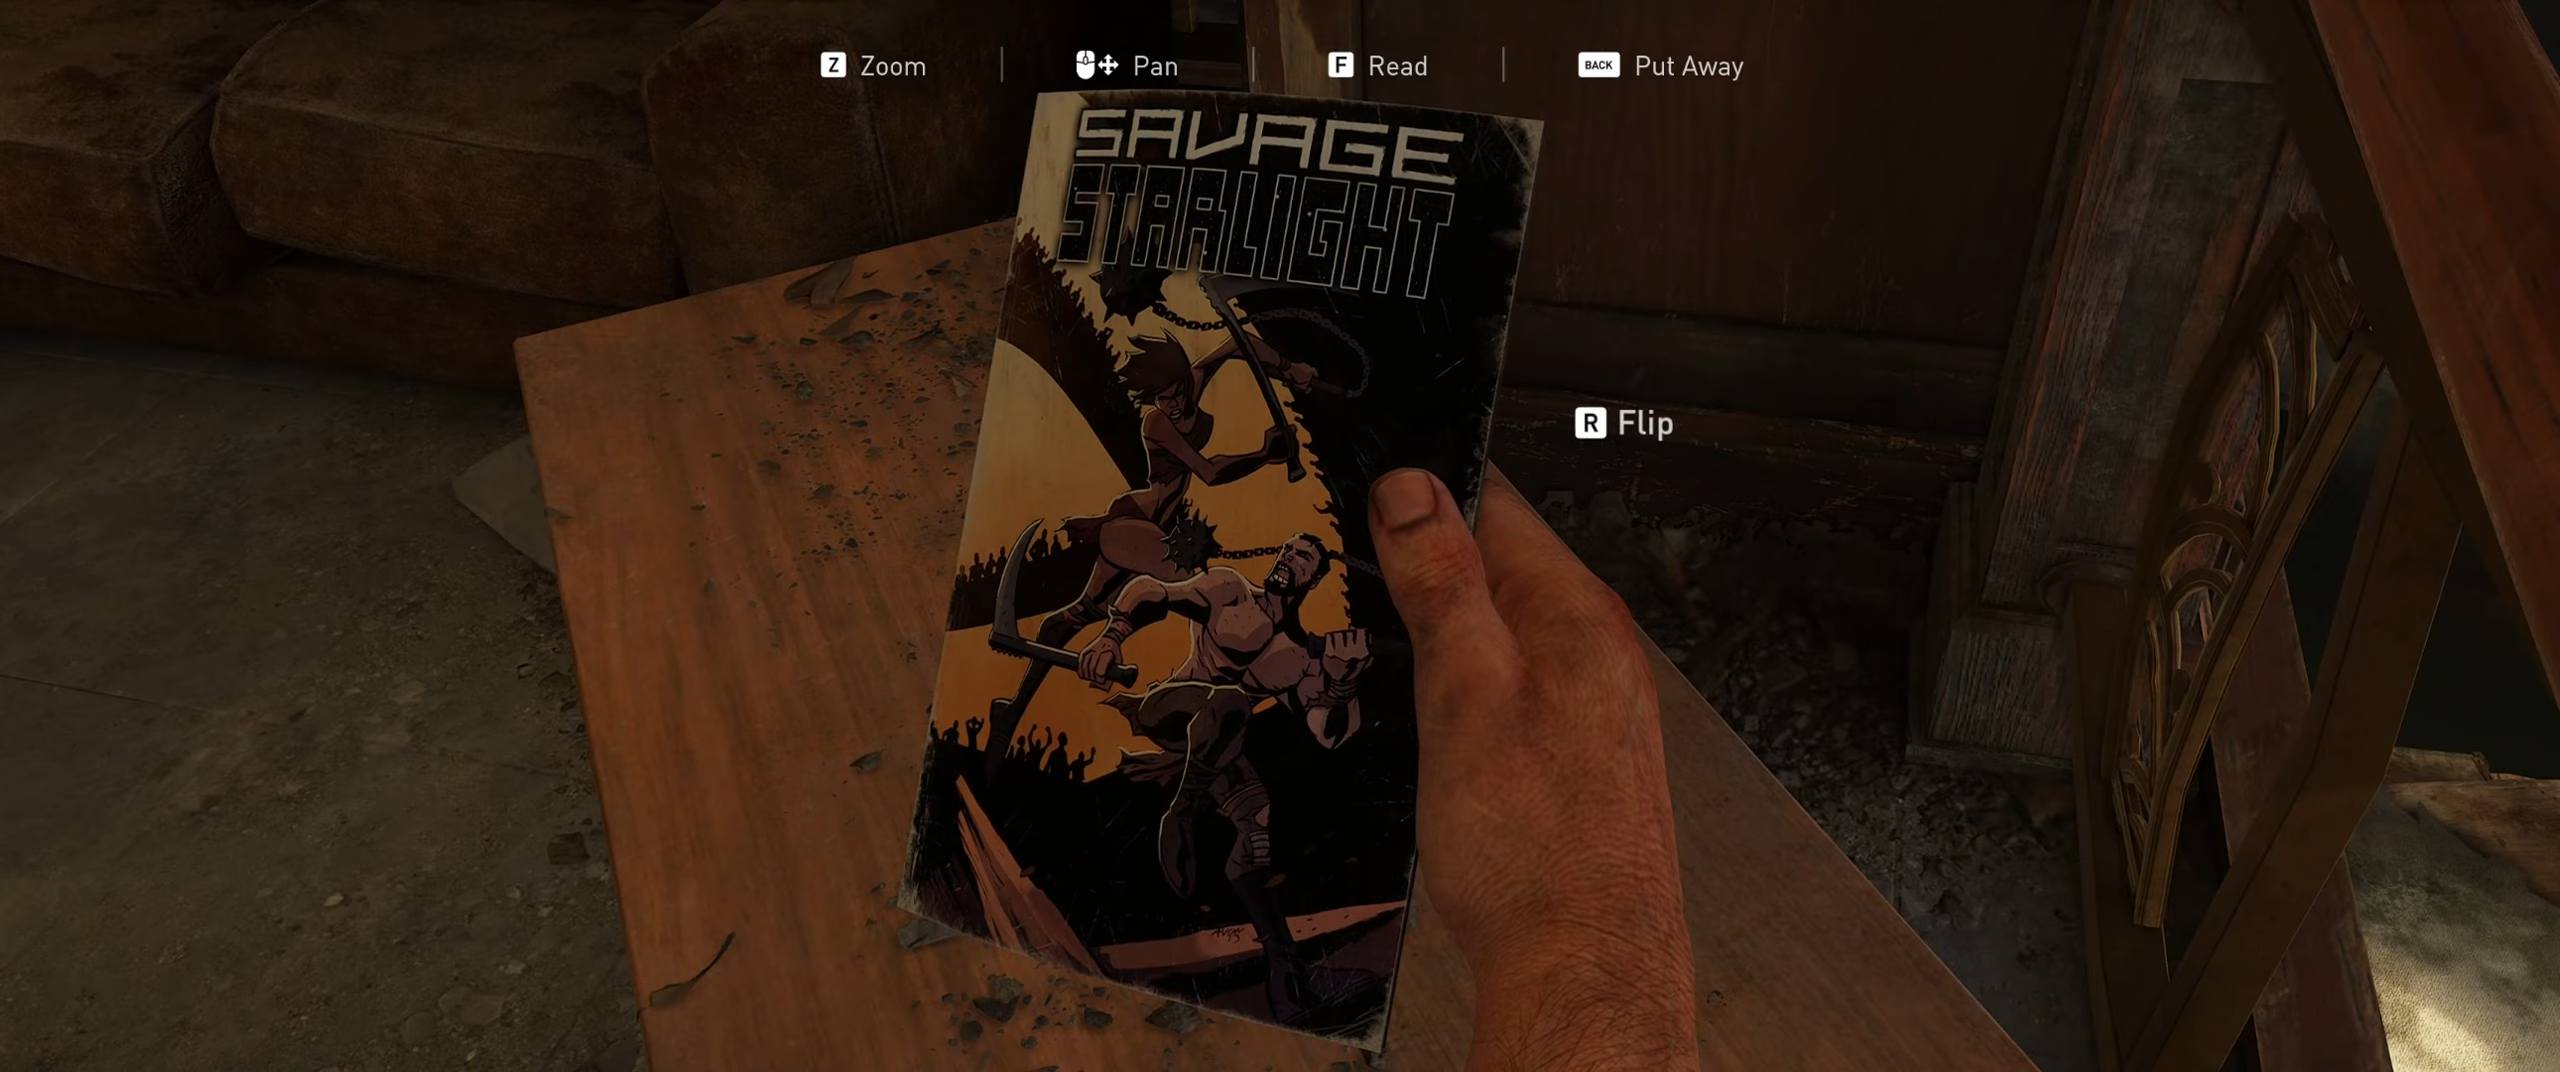 Z Zoom
Pan
F Read
BACK Put Away
SAVAGE
STARLIGHT
R Flip